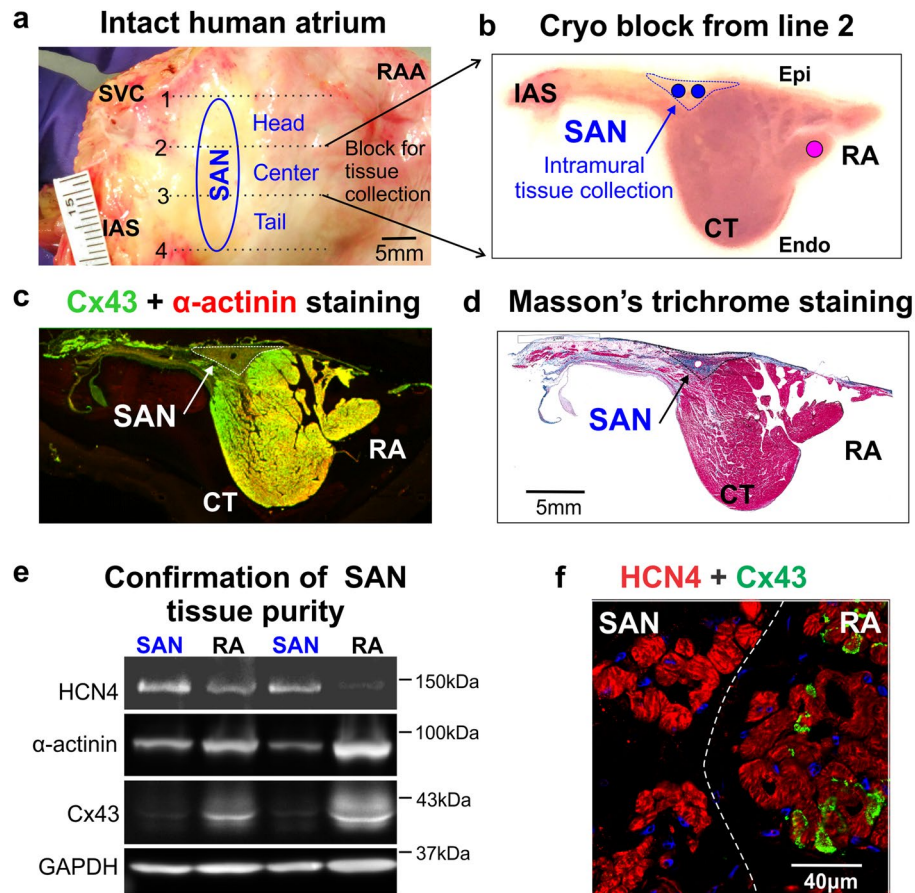 a
Intact human atrium
SVC
RAA
1
Head
2
SAN
Center
Block for
tissue
collection
3
Tail
15
IAS
4
5mm
b
Cryo block from line 2
IAS
Epi
SAN
Intramural
tissue collection
RA
CT
Endo
c
Cx43 + α-actinin staining
SAN
RA
CT
d
Masson's trichrome staining
SAN
RA
CT
5mm
e
Confirmation of SAN
tissue purity
SAN RA SAN RA
HCN4
150kDa
α-actinin
100kDa
Cx43
43kDa
GAPDH
37kDa
f
HCN4 + Cx43
SAN
RA
40μm